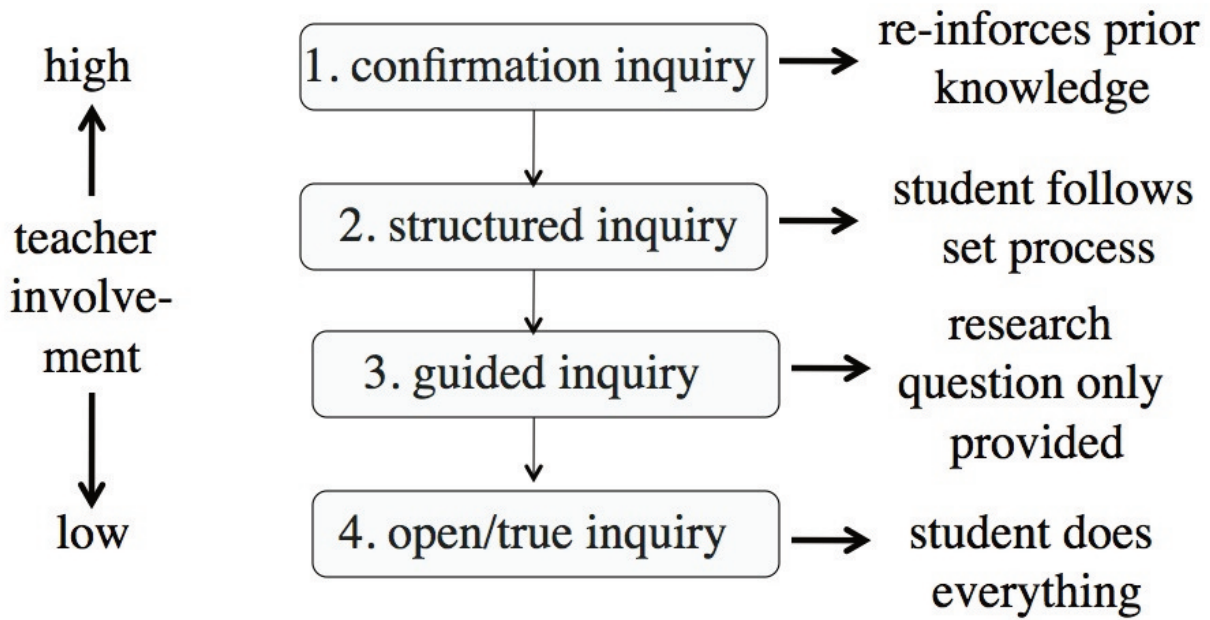 high
teacher
involve-
ment
low
1. confirmation inquiry
re-inforces prior
knowledge
2. structured inquiry
student follows
set process
3. guided inquiry
research
question only
provided
4. open/true inquiry
student does
everything